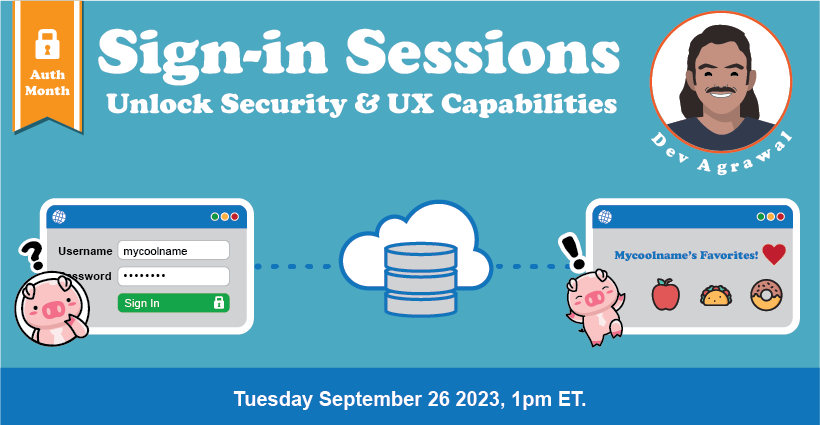 Auth
Month
Sign-in Sessions
Unlock Security & UX Capabilities
Dev Agrawal
?
Username mycoolname
assword ••••••••
Sign In
!
Mycoolname's Favorites!
Tuesday September 26 2023, 1pm ET.